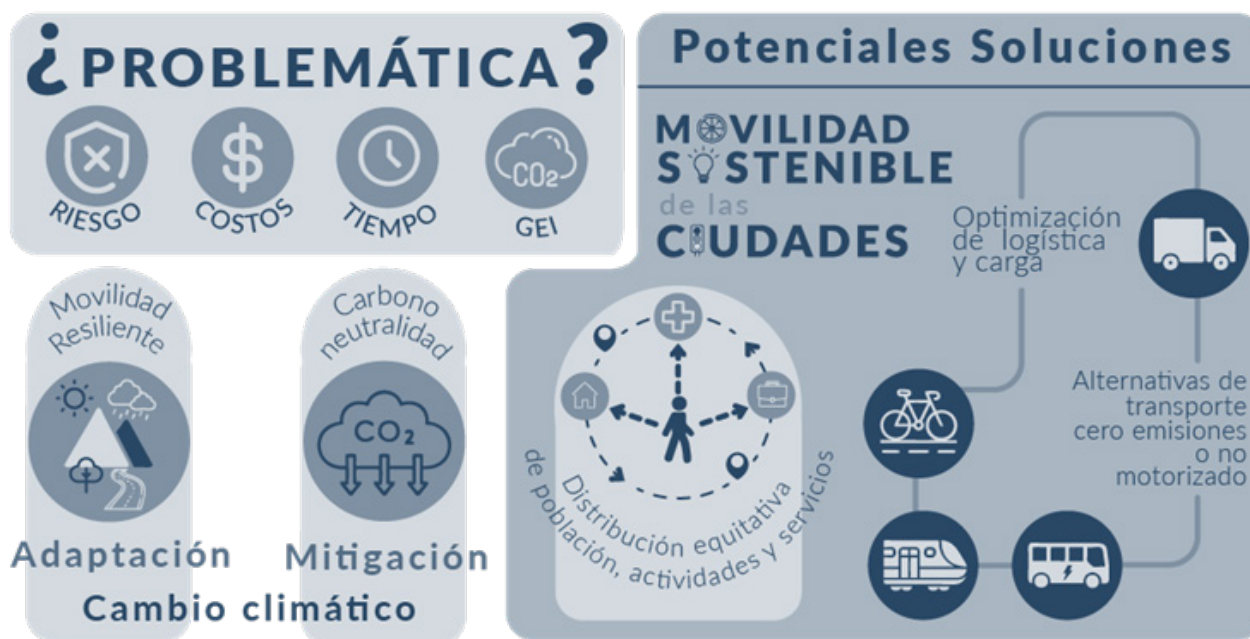 ¿PROBLEMÁTICA?
RIESGO
COSTOS
TIEMPO
GEI
CO₂
Movilidad
Resiliente
Adaptación
Carbono
neutralidad
CO₂
Mitigación
Cambio climático
Potenciales Soluciones
MOVILIDAD
SOSTENIBLE
de las
CIUDADES
Distribución equitativa
de población, actividades y servicios
Optimización
de logística
y carga
Alternativas de
transporte
cero emisiones
o no
motorizado